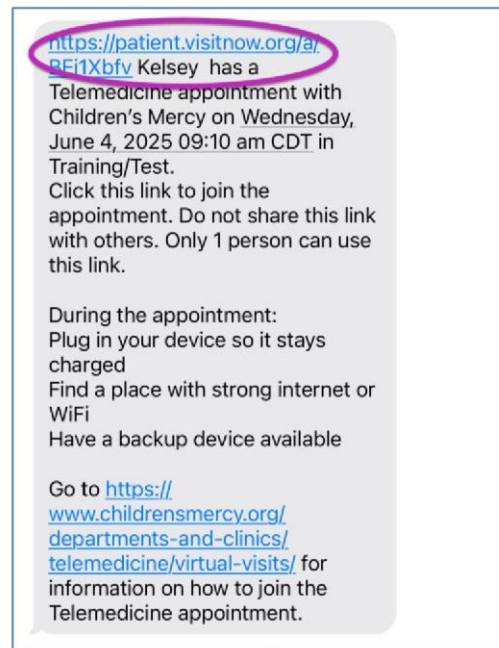 https://patient.visitnow.org/a/
BFj1Xbfv Kelsey  has a
Telemedicine appointment with
Children’s Mercy on Wednesday,
June 4, 2025 09:10 am CDT in
Training/Test.
Click this link to join the
appointment. Do not share this link
with others. Only 1 person can use
this link.

During the appointment:
Plug in your device so it stays
charged
Find a place with strong internet or
WiFi
Have a backup device available

Go to https://
www.childrensmercy.org/
departments-and-clinics/
telemedicine/virtual-visits/ for
information on how to join the
Telemedicine appointment.